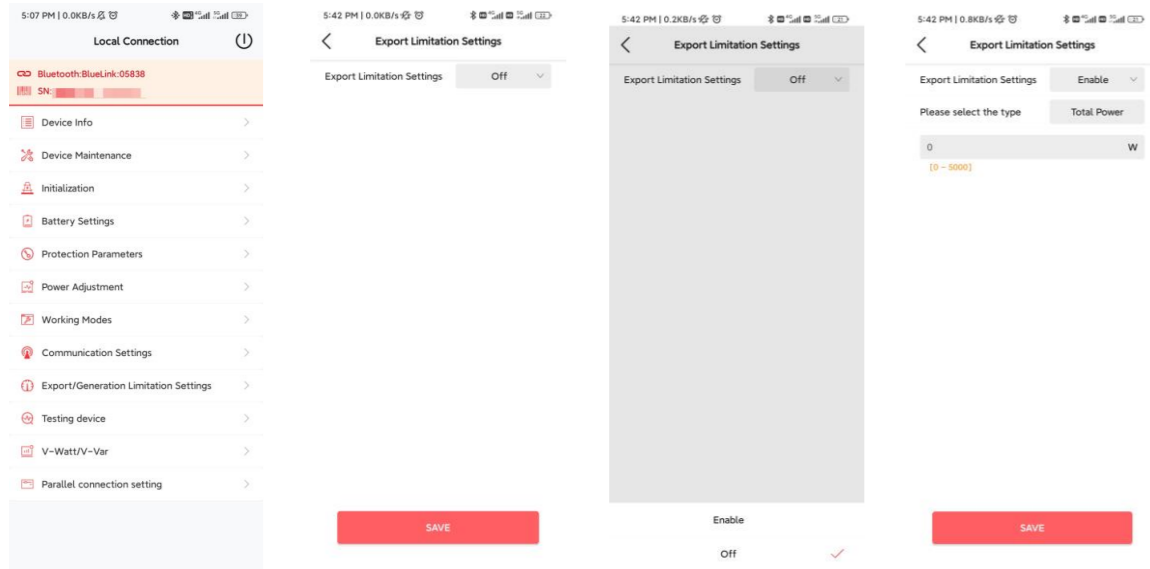 5:07 PM | 0.0KB/s
Local Connection
Bluetooth:BlueLink:05838
SN:
Device Info
Device Maintenance
Initialization
Battery Settings
Protection Parameters
Power Adjustment
Working Modes
Communication Settings
Export/Generation Limitation Settings
Testing device
V-Watt/V-Var
Parallel connection setting
5:42 PM | 0.0KB/s
Export Limitation Settings
Export Limitation Settings Off
SAVE
5:42 PM | 0.2KB/s
Export Limitation Settings
Export Limitation Settings Off
Enable
Off
5:42 PM | 0.8KB/s
Export Limitation Settings
Export Limitation Settings Enable
Please select the type Total Power
0 W
[0 ~ 5000]
SAVE